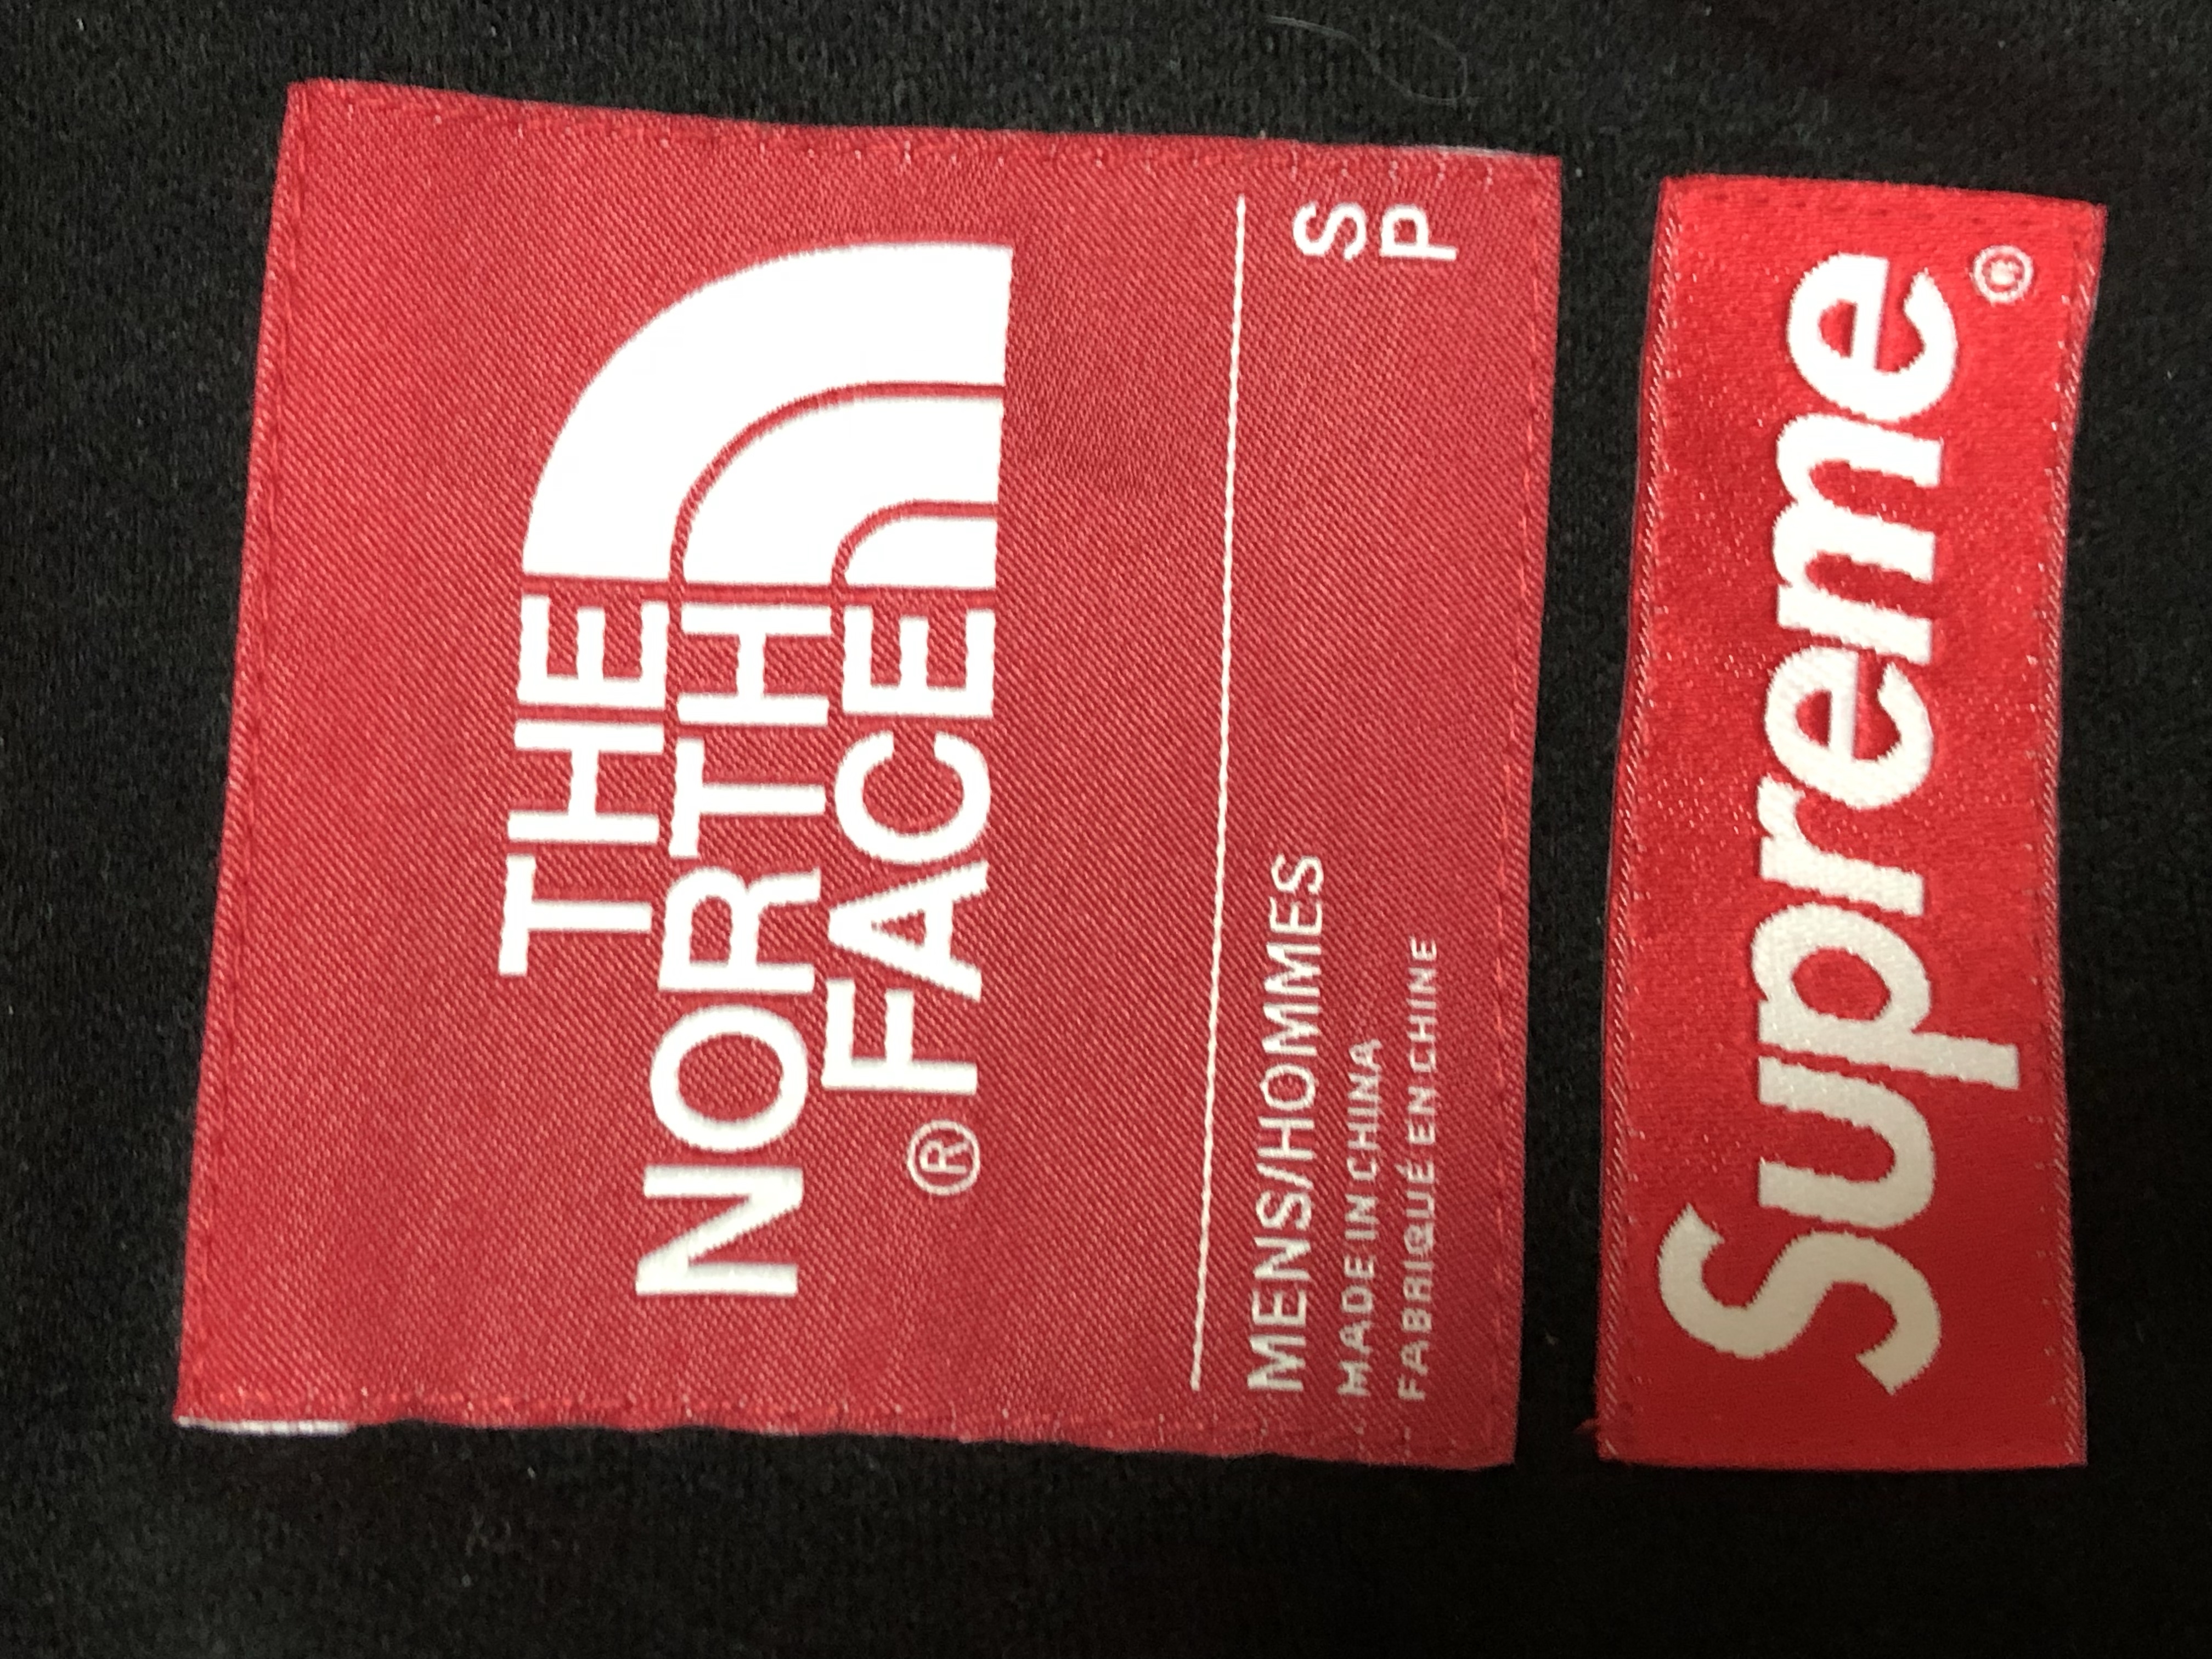 THE
NORTH
®FACE
MENS/HOMMES S
MADE IN CHINA P
FABRIQUÉ EN CHINE
Supreme®